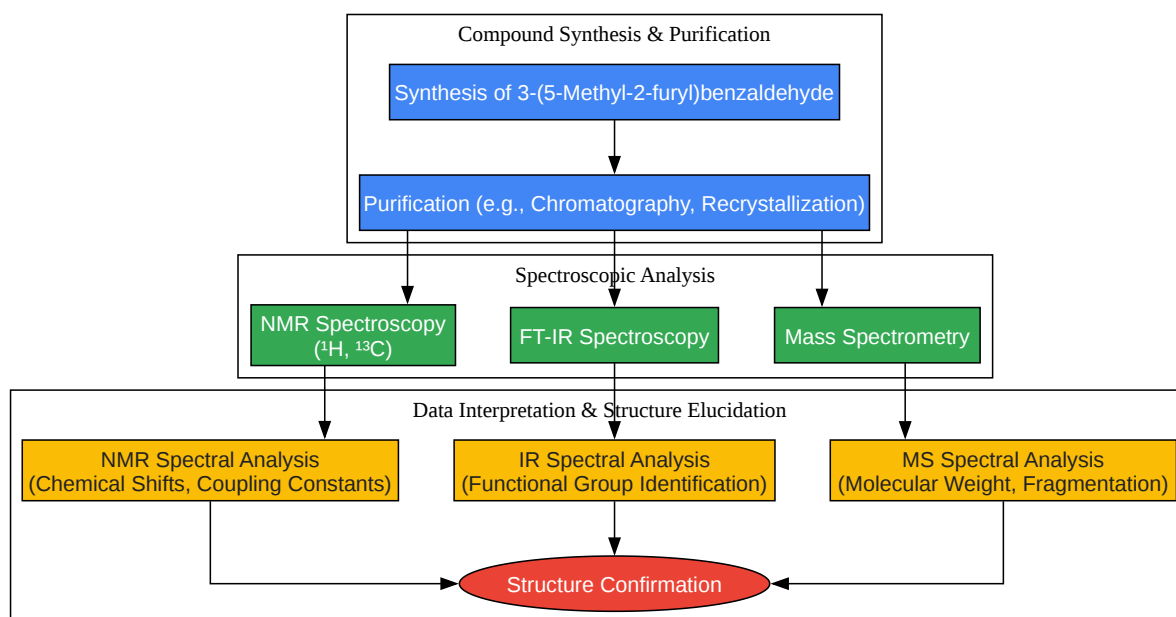 Compound Synthesis & Purification
Synthesis of 3-(5-Methyl-2-furyl)benzaldehyde
Purification (e.g., Chromatography, Recrystallization)
Spectroscopic Analysis
NMR Spectroscopy
(¹H, ¹³C)
FT-IR Spectroscopy
Mass Spectrometry
Data Interpretation & Structure Elucidation
NMR Spectral Analysis
(Chemical Shifts, Coupling Constants)
IR Spectral Analysis
(Functional Group Identification)
MS Spectral Analysis
(Molecular Weight, Fragmentation)
Structure Confirmation